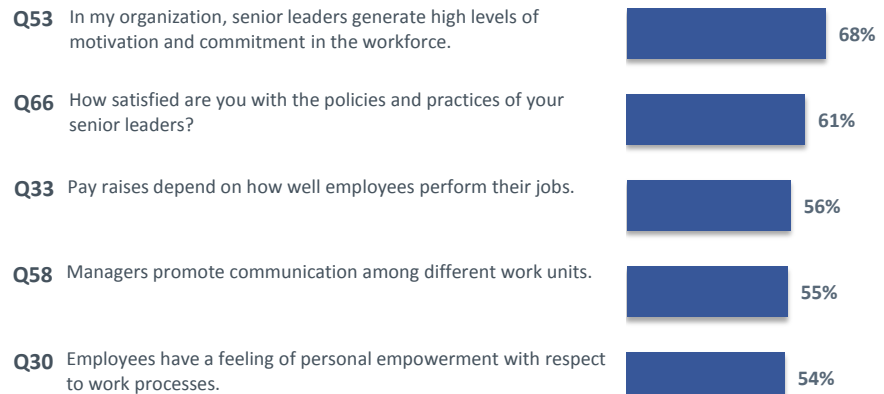 Q53 In my organization, senior leaders generate high levels of
motivation and commitment in the workforce.
68%
Q66 How satisfied are you with the policies and practices of your
senior leaders?
61%
Q33 Pay raises depend on how well employees perform their jobs.
56%
Q58 Managers promote communication among different work units.
55%
Q30 Employees have a feeling of personal empowerment with respect
to work processes.
54%